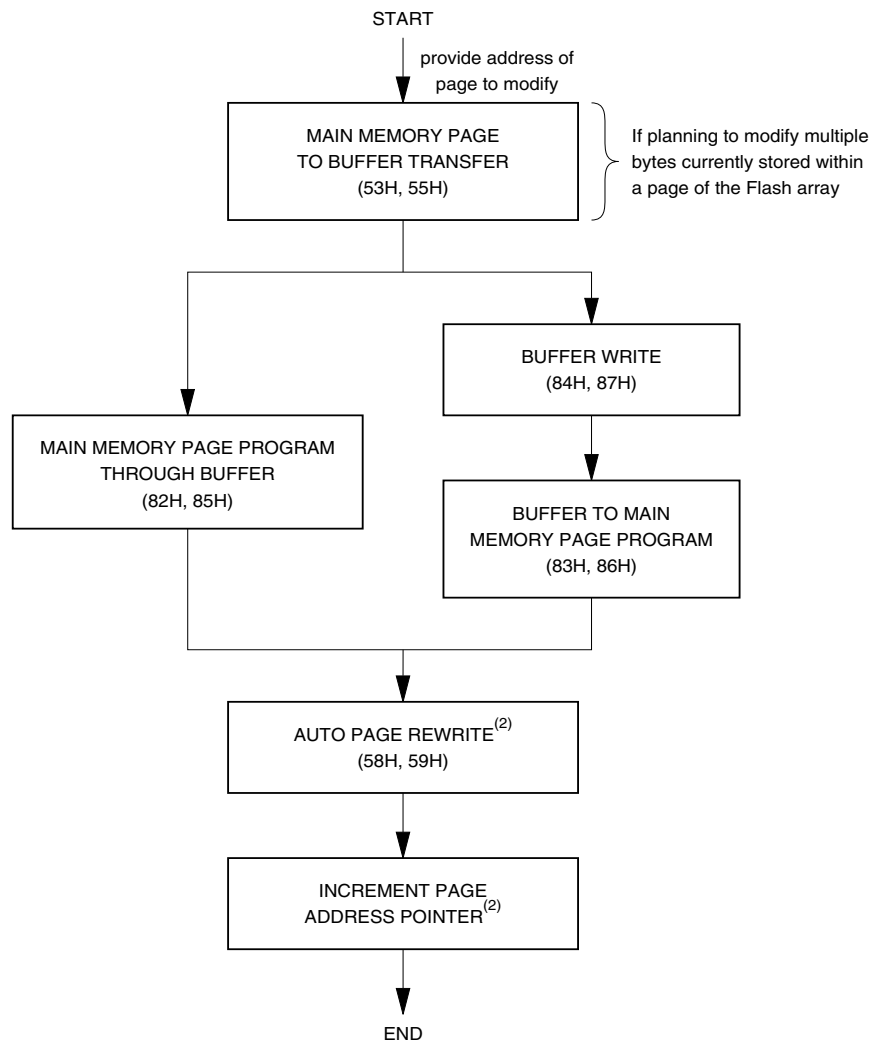 START
provide address of
page to modify
MAIN MEMORY PAGE
TO BUFFER TRANSFER
(53H, 55H)
If planning to modify multiple
bytes currently stored within
a page of the Flash array
BUFFER WRITE
(84H, 87H)
MAIN MEMORY PAGE PROGRAM
THROUGH BUFFER
(82H, 85H)
BUFFER TO MAIN
MEMORY PAGE PROGRAM
(83H, 86H)
AUTO PAGE REWRITE(2)
(58H, 59H)
INCREMENT PAGE
ADDRESS POINTER(2)
END